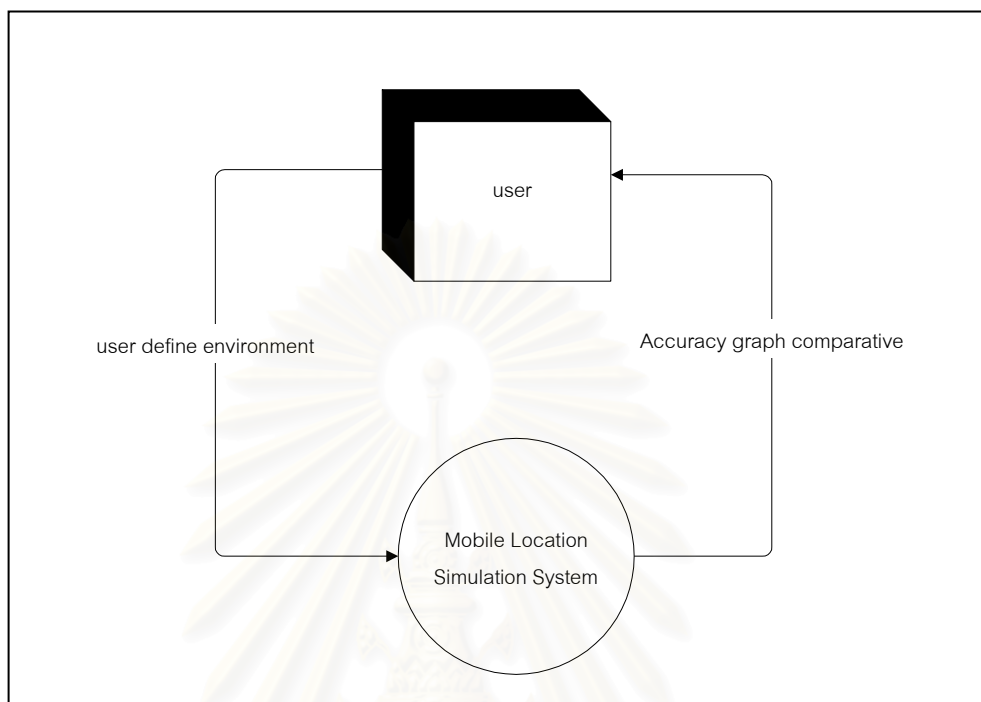 user
user define environment
Accuracy graph comparative
Mobile Location
Simulation System